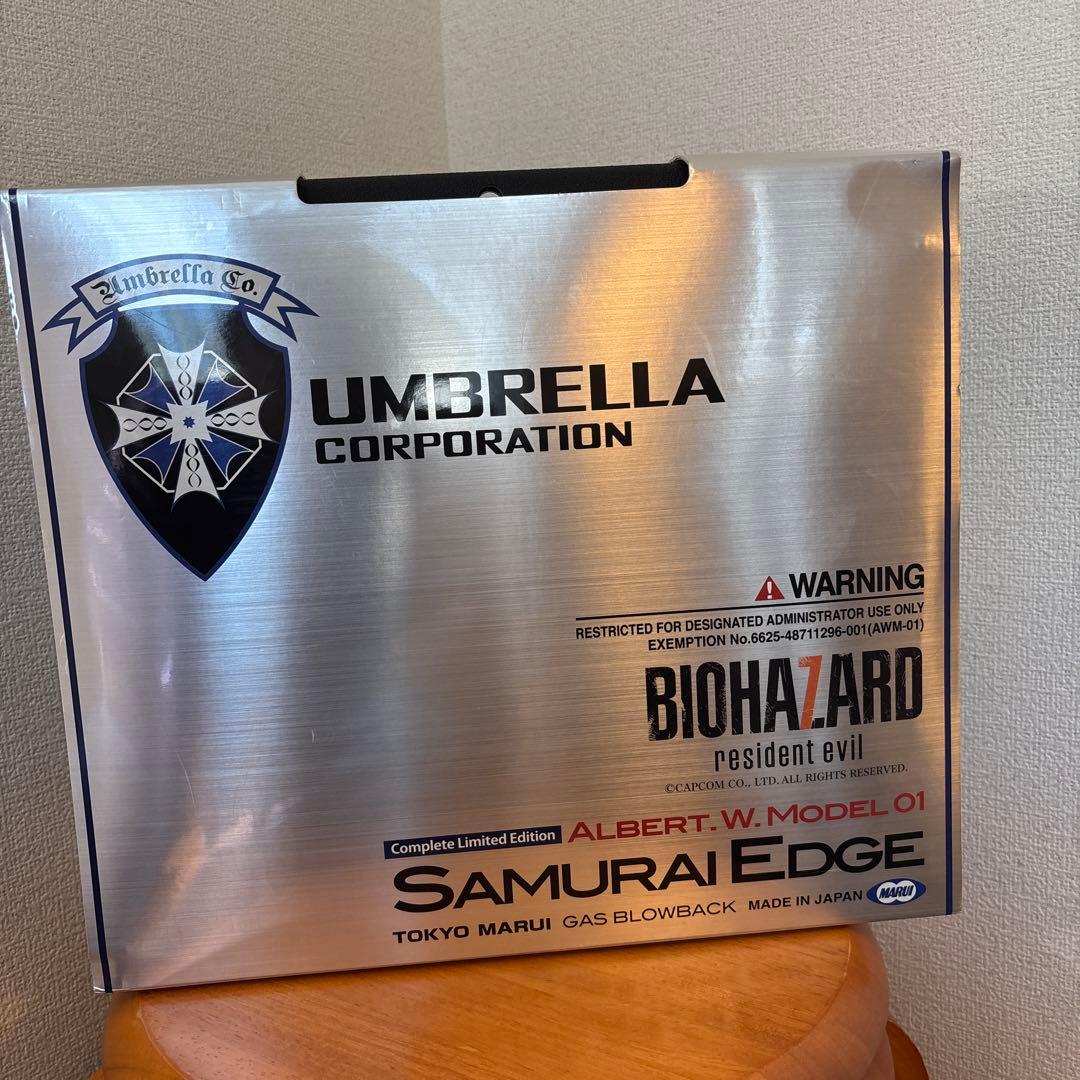 Umbrella Co.
UMBRELLA
CORPORATION
WARNING
RESTRICTED FOR DESIGNATED ADMINISTRATOR USE ONLY
EXEMPTION No.6625-48711296-001(AWM-01)
BIOHA7ARD
resident evil
©CAPCOM CO., LTD. ALL RIGHTS RESERVED.
Complete Limited Edition ALBERT. W. MODEL 01
SAMURAI EDGE
TOKYO MARUI GAS BLOWBACK MADE IN JAPAN MARUI